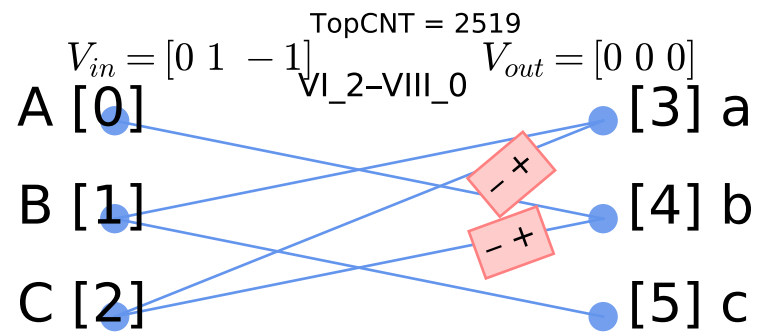 TopCNT = 2519
V_in = [0 1 −1] V_out = [0 0 0]
VI_2–VIII_0
A [0] [3] a
− +
B [1] [4] b
− +
C [2] [5] c